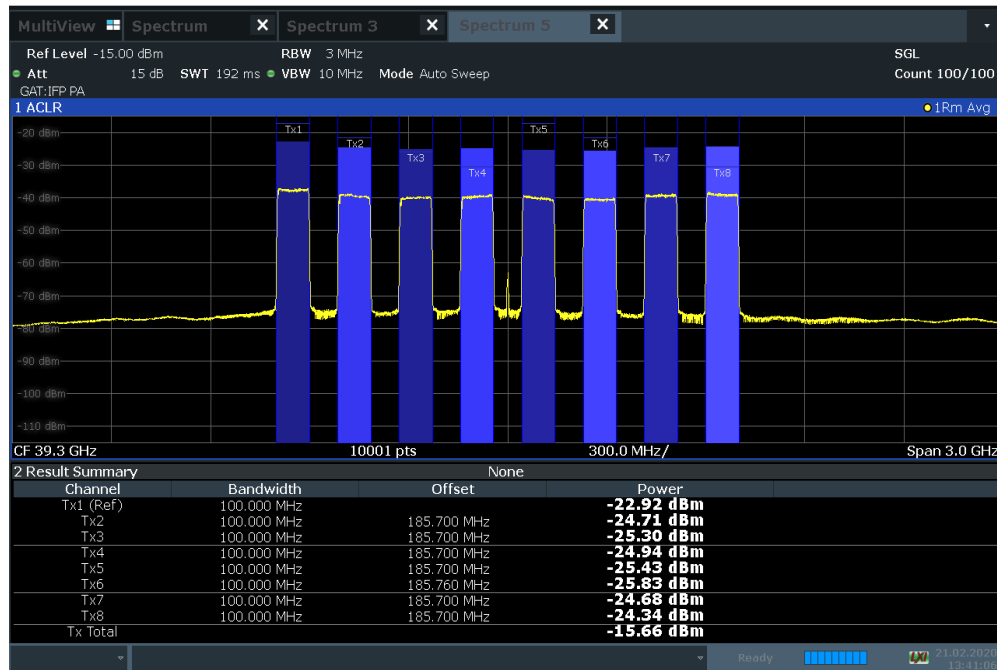 MultiView Spectrum X Spectrum 3 X Spectrum 5 X
Ref Level -15.00 dBm RBW 3 MHz SGL
Att 15 dB SWT 192 ms VBW 10 MHz Mode Auto Sweep Count 100/100
GAT:IFP PA
1 ACLR 1Rm Avg
-20 dBm
Tx1 Tx5
Tx2 Tx6
Tx3 Tx7
-30 dBm
Tx4 Tx8
-40 dBm
-50 dBm
-60 dBm
-70 dBm
-80 dBm
-90 dBm
-100 dBm
-110 dBm
CF 39.3 GHz 10001 pts 300.0 MHz/ Span 3.0 GHz
2 Result Summary None
Channel Bandwidth Offset Power
Tx1 (Ref) 100.000 MHz -22.92 dBm
Tx2 100.000 MHz 185.700 MHz -24.71 dBm
Tx3 100.000 MHz 185.700 MHz -25.30 dBm
Tx4 100.000 MHz 185.700 MHz -24.94 dBm
Tx5 100.000 MHz 185.700 MHz -25.43 dBm
Tx6 100.000 MHz 185.760 MHz -25.83 dBm
Tx7 100.000 MHz 185.700 MHz -24.68 dBm
Tx8 100.000 MHz 185.700 MHz -24.34 dBm
Tx Total -15.66 dBm
Ready LXI 21.02.2020
13:41:06